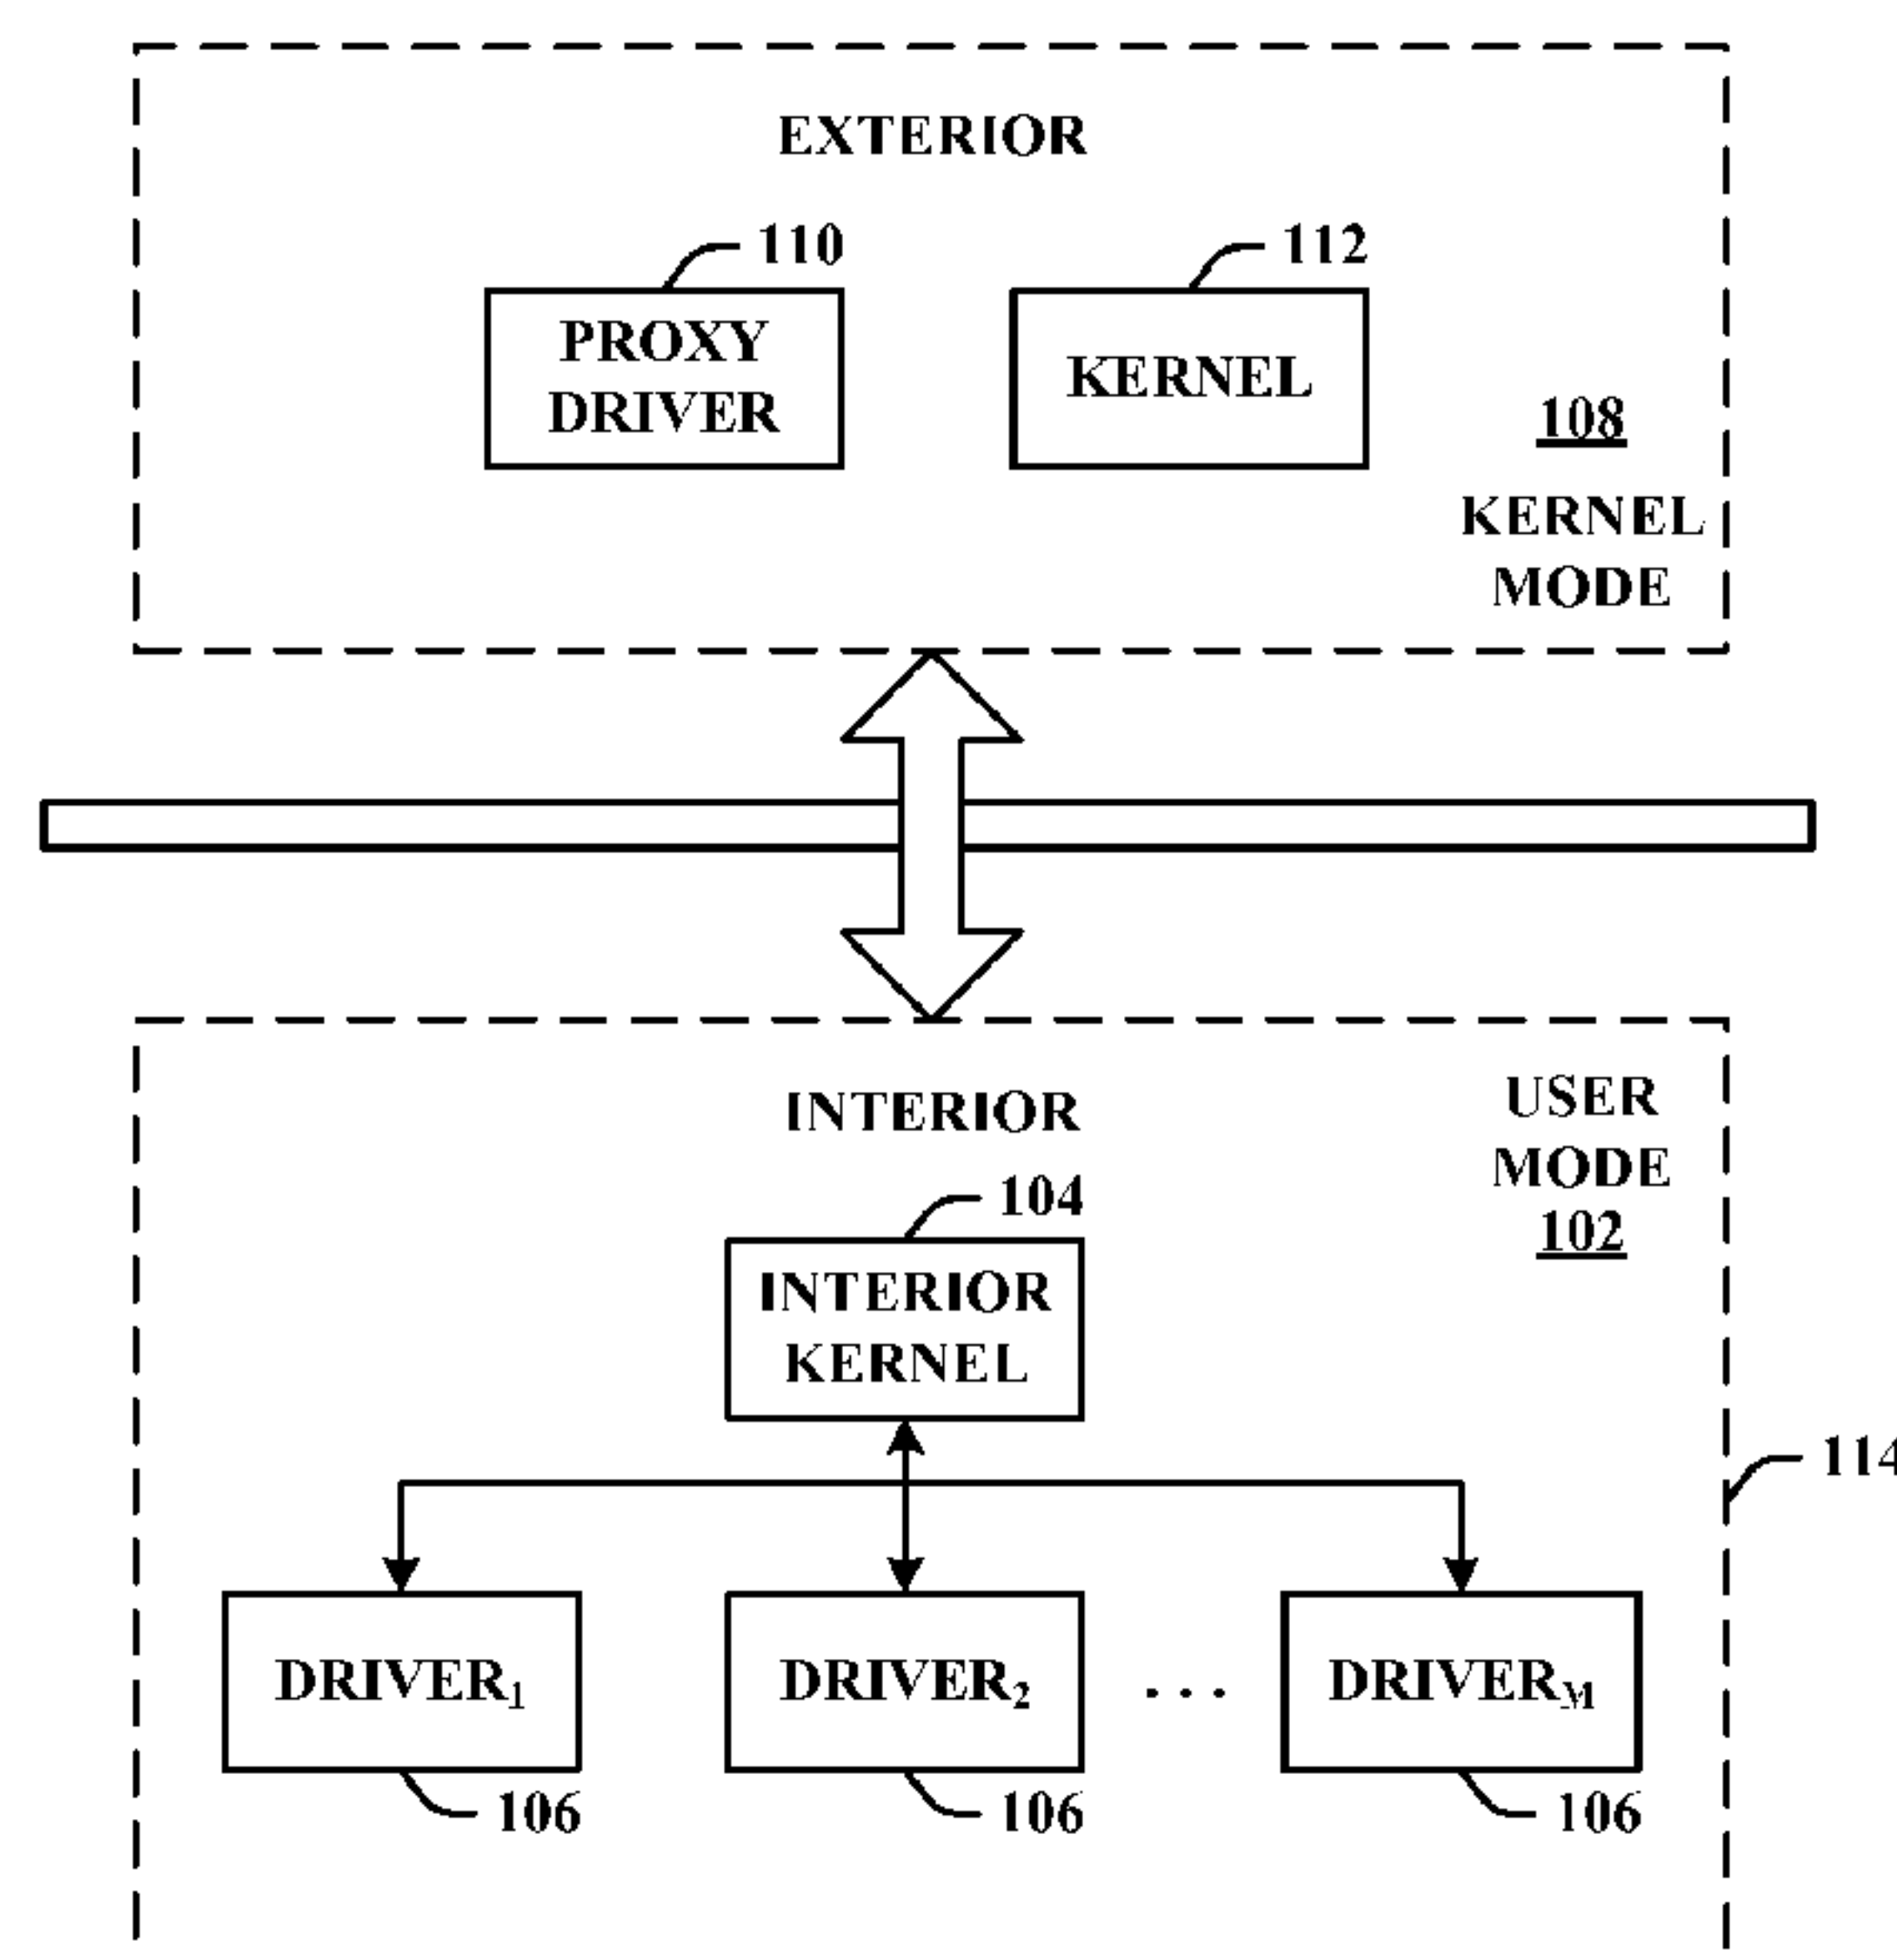 EXTERIOR
110
112
PROXY
DRIVER
KERNEL
108
KERNEL
MODE
INTERIOR
USER
MODE
102
104
INTERIOR
KERNEL
114
DRIVER1
DRIVER2
. . .
DRIVERM
106
106
106